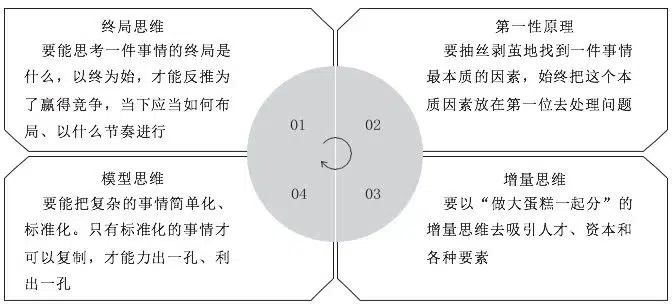 终局思维
要能思考一件事情的终局是
什么，以终为始，才能反推为
了赢得竞争，当下应当如何布
局、以什么节奏进行
第一性原理
要抽丝剥茧地找到一件事情
最本质的因素，始终把这个本
质因素放在第一位去处理问题
01
02
04
03
模型思维
要能把复杂的事情简单化、
标准化。只有标准化的事情才
可以复制，才能力出一孔、利
出一孔
增量思维
要以“做大蛋糕一起分”的
增量思维去吸引人才、资本和
各种要素